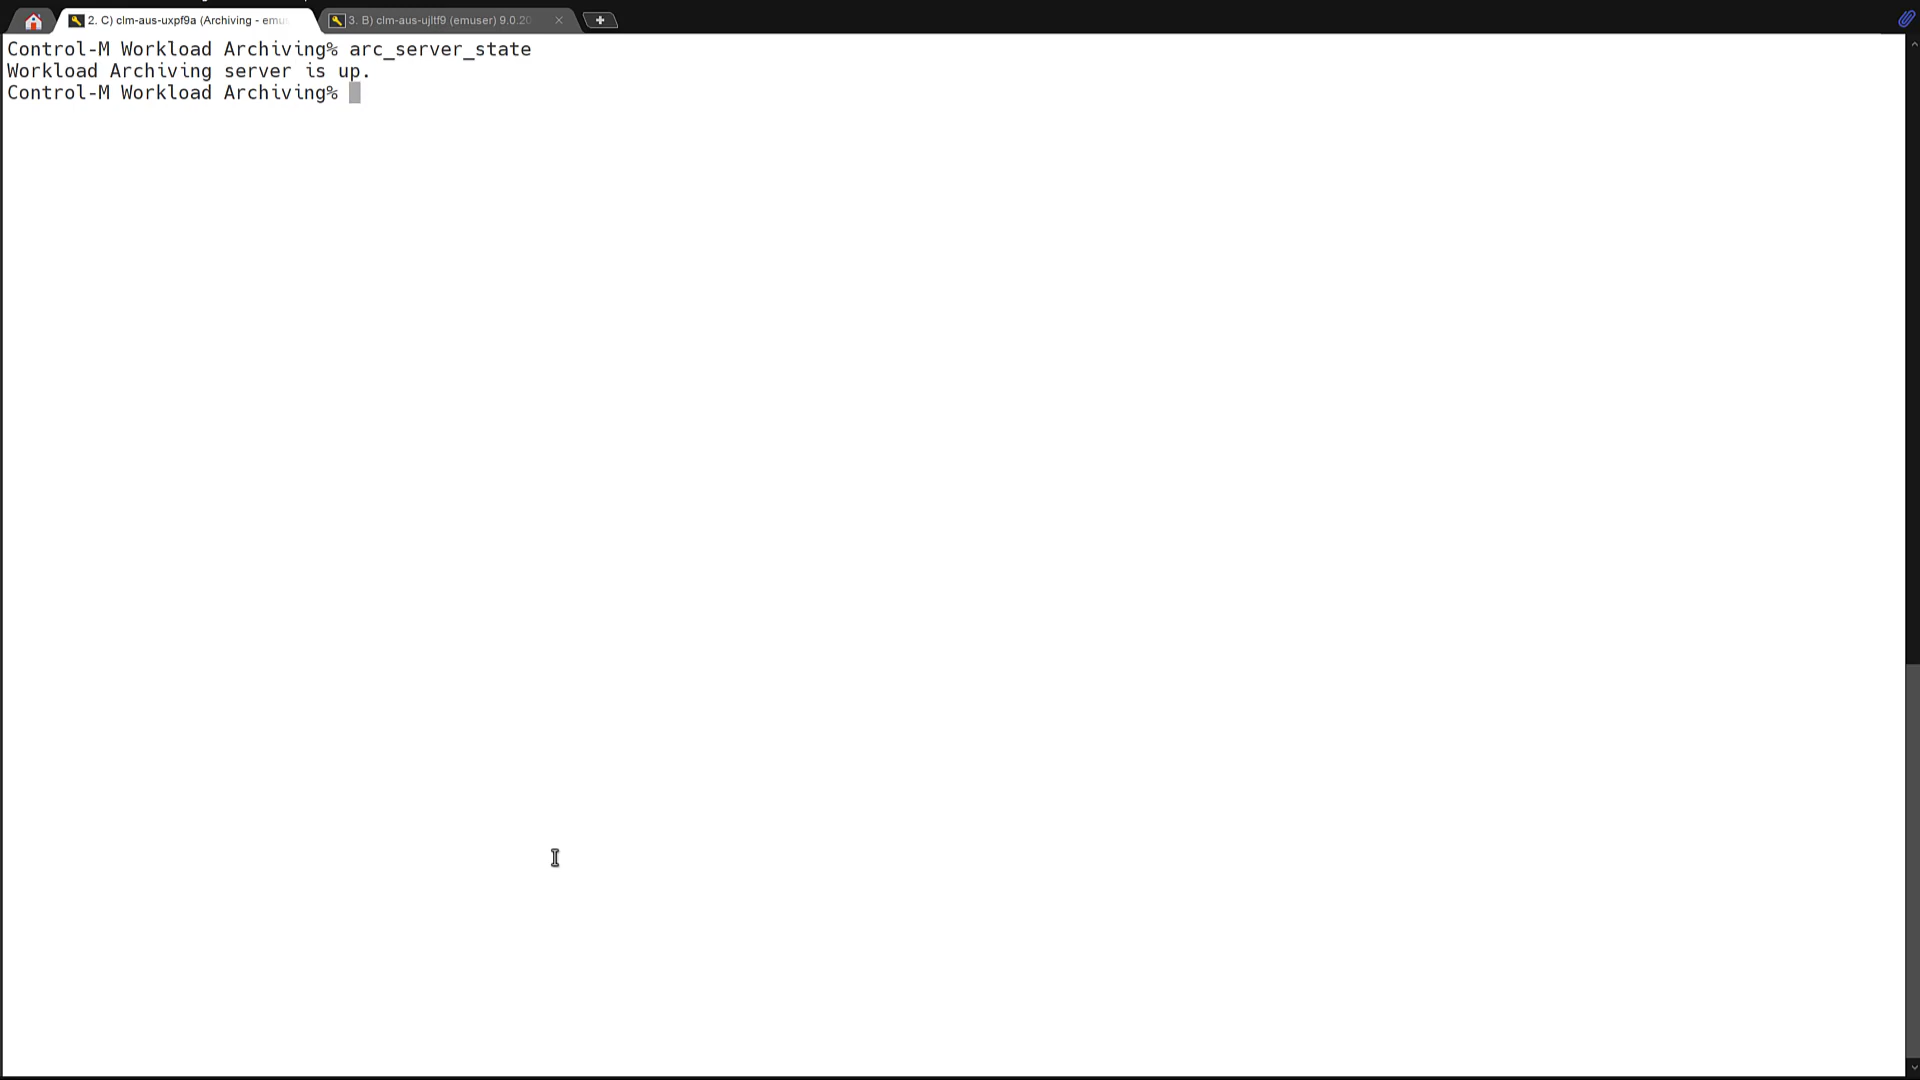 2. C) clm-aus-uxpf9a (Archiving - emu
3. B) clm-aus-ujltf9 (emuser) 9.0.20
Control-M Workload Archiving% arc_server_state
Workload Archiving server is up.
Control-M Workload Archiving%